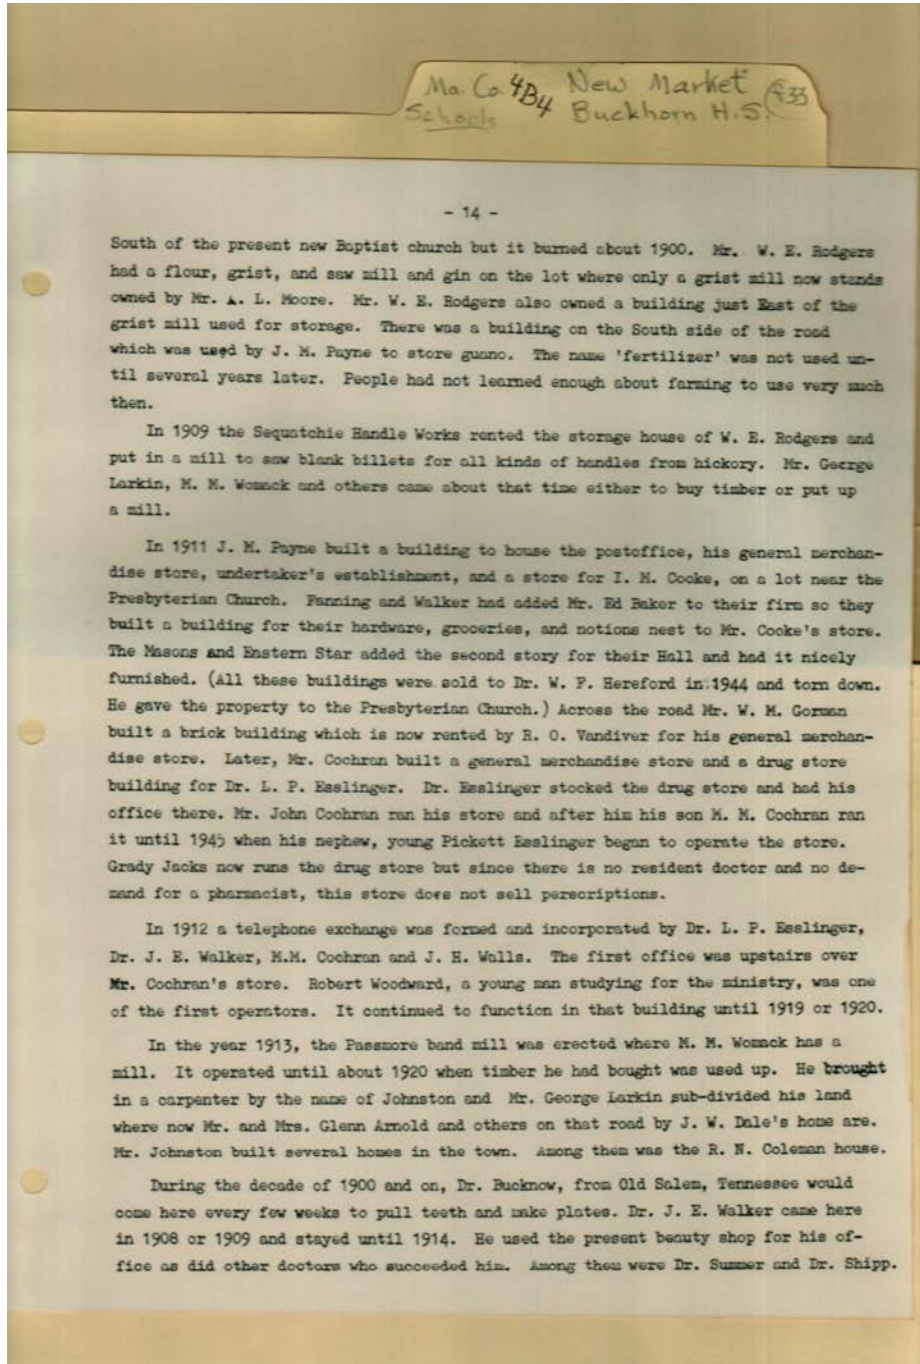 Ma. Co. 4B4 New Market
Schools Buckhorn H.S.
- 14 -
South of the present new Baptist church but it burned about 1900. Mr. W. E. Rodgers
had a flour, grist, and saw mill and gin on the lot where only a grist mill now stands
owned by Mr. A. L. Moore. Mr. W. E. Rodgers also owned a building just East of the
grist mill used for storage. There was a building on the South side of the road
which was used by J. M. Payne to store guano. The name 'fertilizer' was not used un-
til several years later. People had not learned enough about farming to use very much
then.
In 1909 the Sequatchie Handle Works rented the storage house of W. E. Rodgers and
put in a mill to saw blank billets for all kinds of handles from hickory. Mr. George
Larkin, M. M. Womack and others came about that time either to buy timber or put up
a mill.
In 1911 J. M. Payne built a building to house the postoffice, his general merchan-
dise store, undertaker's establishment, and a store for I. M. Cooke, on a lot near the
Presbyterian Church. Fanning and Walker had added Mr. Ed Baker to their firm so they
built a building for their hardware, groceries, and notions nest to Mr. Cooke's store.
The Masons and Eastern Star added the second story for their Hall and had it nicely
furnished. (All these buildings were sold to Dr. W. F. Hereford in 1944 and torn down.
He gave the property to the Presbyterian Church.) Across the road Mr. W. M. Gorman
built a brick building which is now rented by R. O. Vandiver for his general merchan-
dise store. Later, Mr. Cochran built a general merchandise store and a drug store
building for Dr. L. P. Esslinger. Dr. Esslinger stocked the drug store and had his
office there. Mr. John Cochran ran his store and after him his son M. M. Cochran ran
it until 1945 when his nephew, young Pickett Esslinger began to operate the store.
Grady Jacks now runs the drug store but since there is no resident doctor and no de-
mand for a pharmacist, this store does not sell perscriptions.
In 1912 a telephone exchange was formed and incorporated by Dr. L. P. Esslinger,
Dr. J. E. Walker, M.M. Cochran and J. H. Walls. The first office was upstairs over
Mr. Cochran's store. Robert Woodward, a young man studying for the ministry, was one
of the first operators. It continued to function in that building until 1919 or 1920.
In the year 1913, the Passmore band mill was erected where M. M. Womack has a
mill. It operated until about 1920 when timber he had bought was used up. He brought
in a carpenter by the name of Johnston and Mr. George Larkin sub-divided his land
where now Mr. and Mrs. Glenn Arnold and others on that road by J. W. Dale's home are.
Mr. Johnston built several homes in the town. Among them was the R. N. Coleman house.
During the decade of 1900 and on, Dr. Bucknow, from Old Salem, Tennessee would
come here every few weeks to pull teeth and make plates. Dr. J. E. Walker came here
in 1908 or 1909 and stayed until 1914. He used the present beauty shop for his of-
fice as did other doctors who succeeded him. Among them were Dr. Summer and Dr. Shipp.